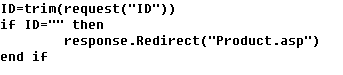 ID=trim(request("ID"))
if ID="" then
        response.Redirect("Product.asp")
end if